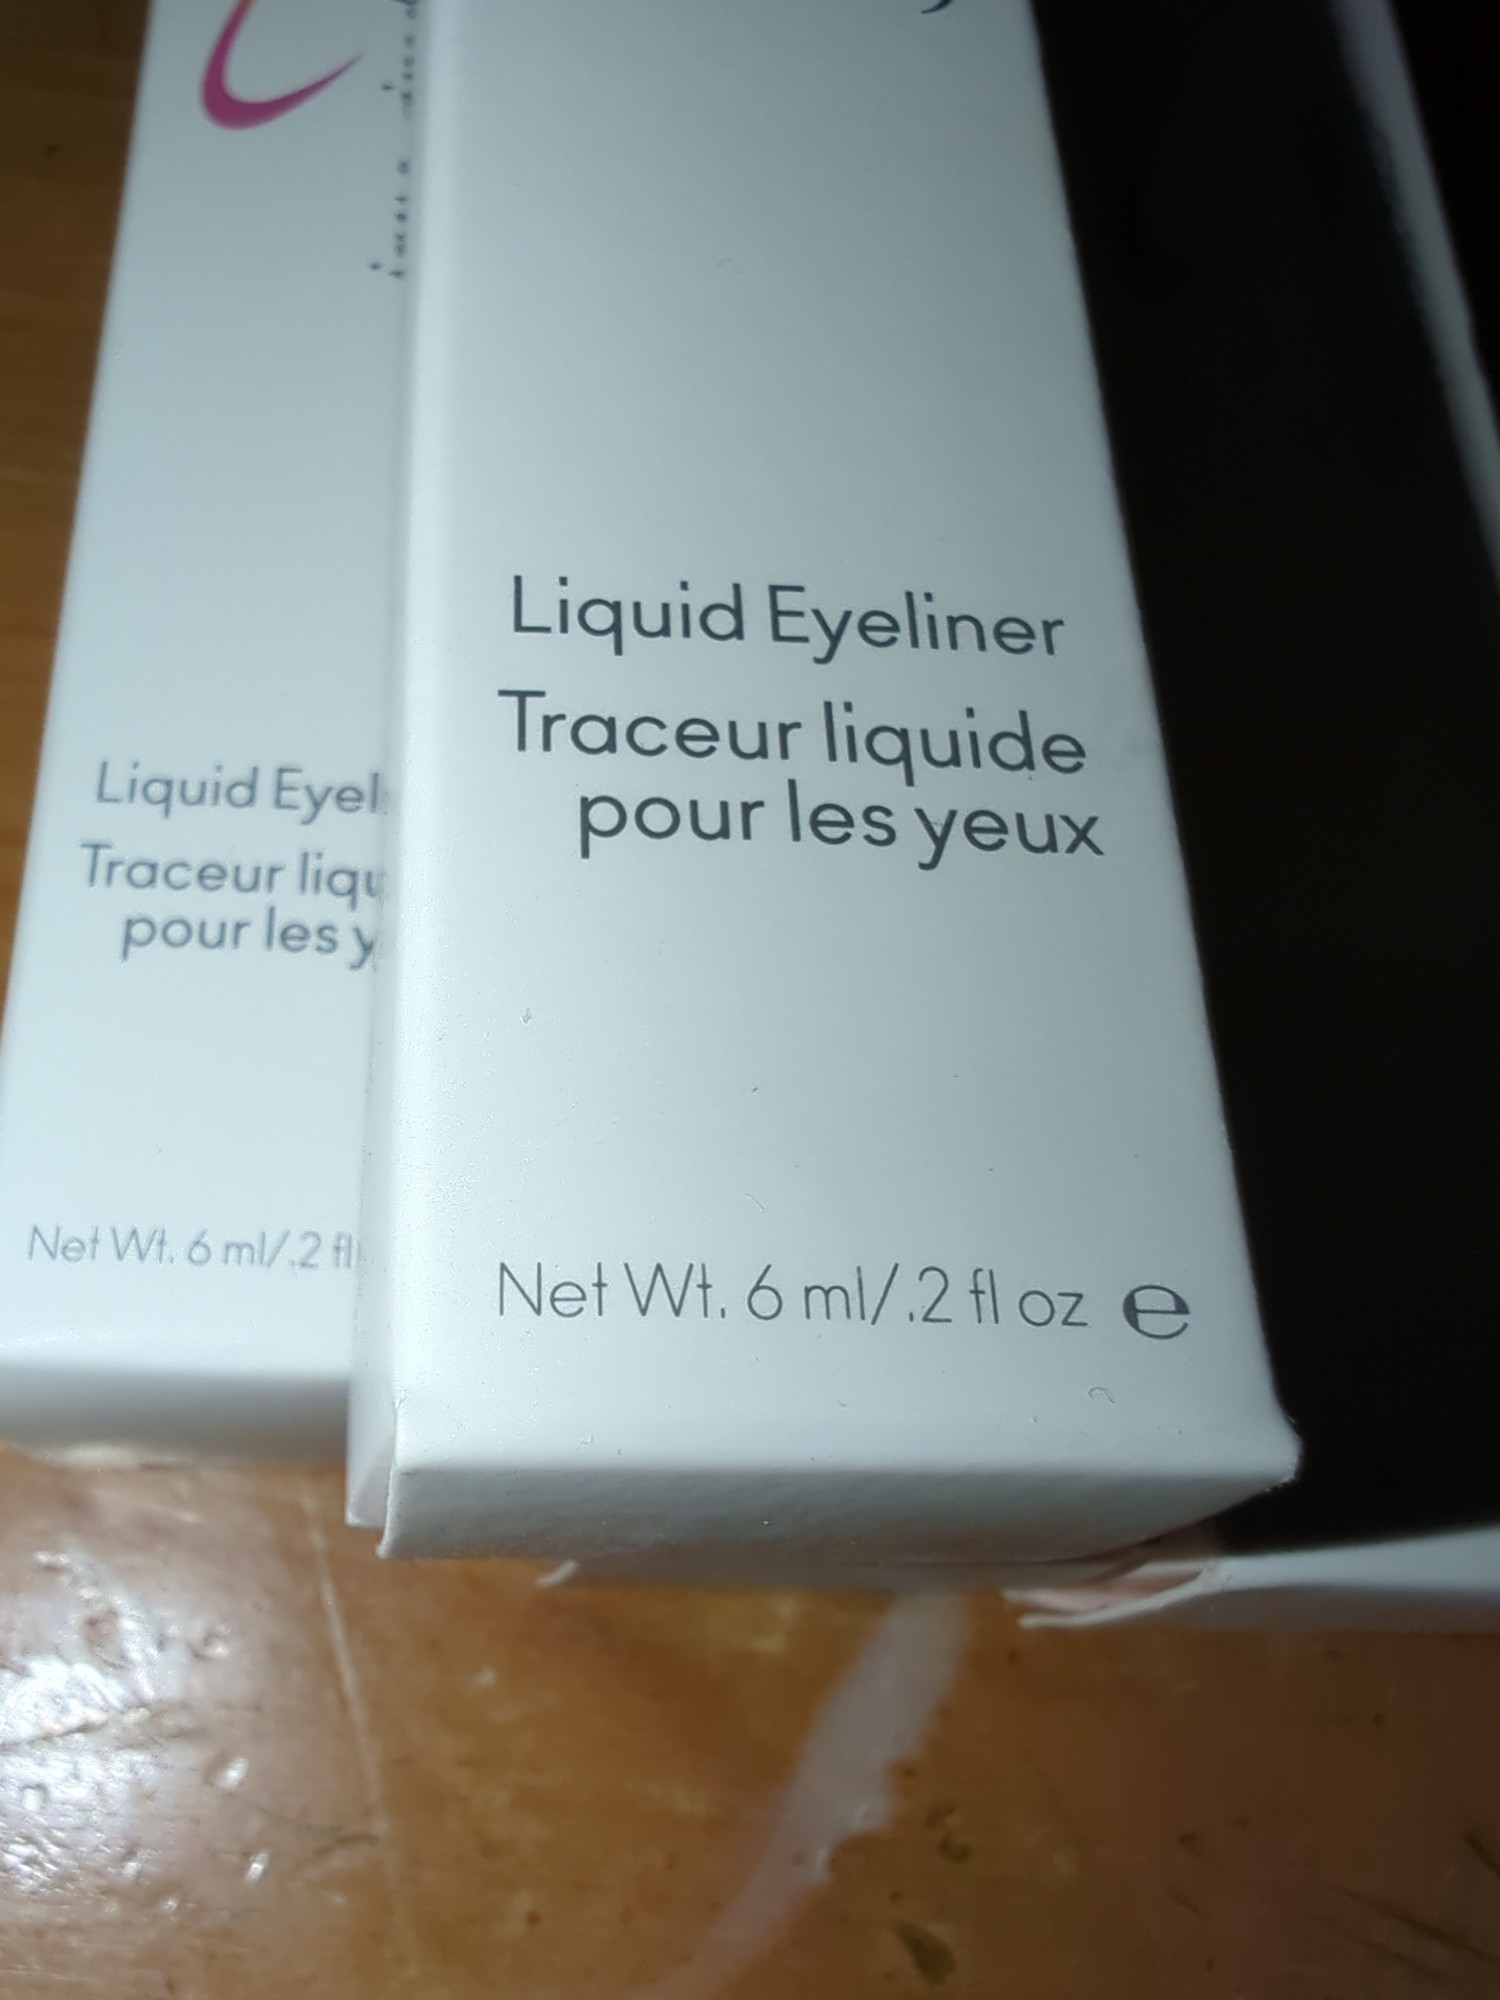 Liquid Eyel
Traceur liqu
pour les y
Net Wt. 6 ml/.2 fl
Liquid Eyeliner
Traceur liquide
pour les yeux
Net Wt. 6 ml/.2 fl oz e